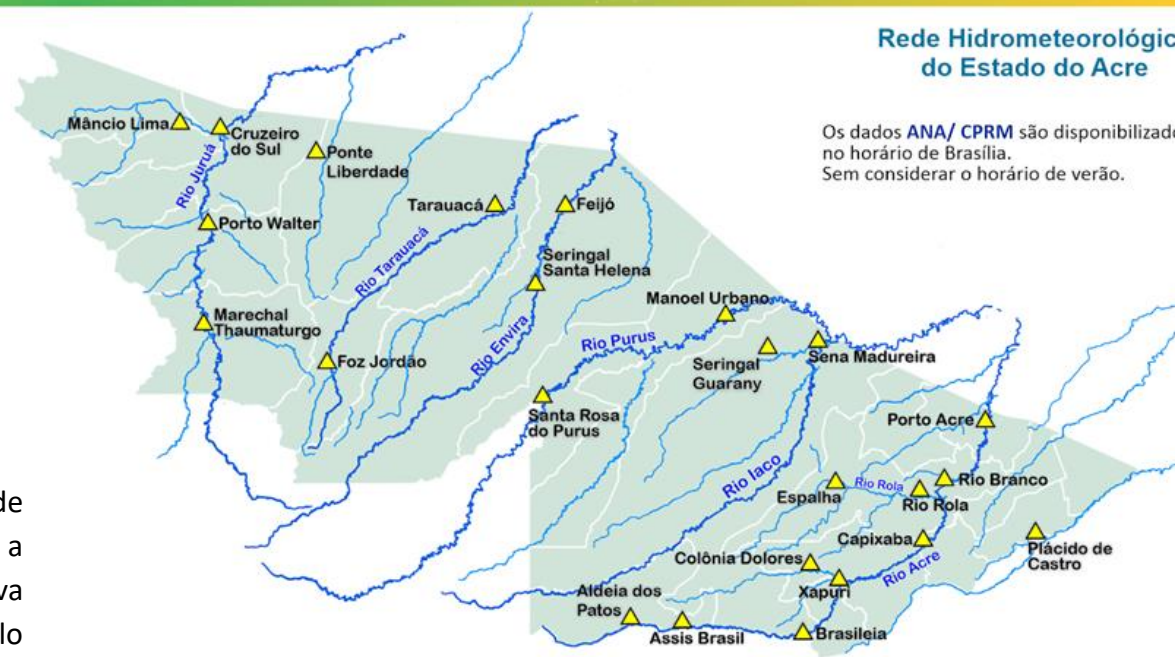 Rede Hidrometeorológic
do Estado do Acre
Os dados ANA/ CPRM são disponibilizado
no horário de Brasília.
Sem considerar o horário de verão.
Mâncio Lima
Cruzeiro
do Sul
Ponte
Liberdade
Rio Juruá
Porto Walter
Tarauacá
Feijó
Rio Tarauacá
Seringal
Santa Helena
Marechal
Thaumaturgo
Foz Jordão
Rio Envira
Manoel Urbano
Rio Purus
Seringal
Guarany
Sena Madureira
Santa Rosa
do Purus
Porto Acre
Rio Iaco
Espalha
Rio Rola
Rio Rola
Rio Branco
Capixaba
Plácido de
Castro
Colônia Dolores
Xapuri
Rio Acre
Aldeia dos
Patos
Assis Brasil
Brasileia
de
a
va
lo